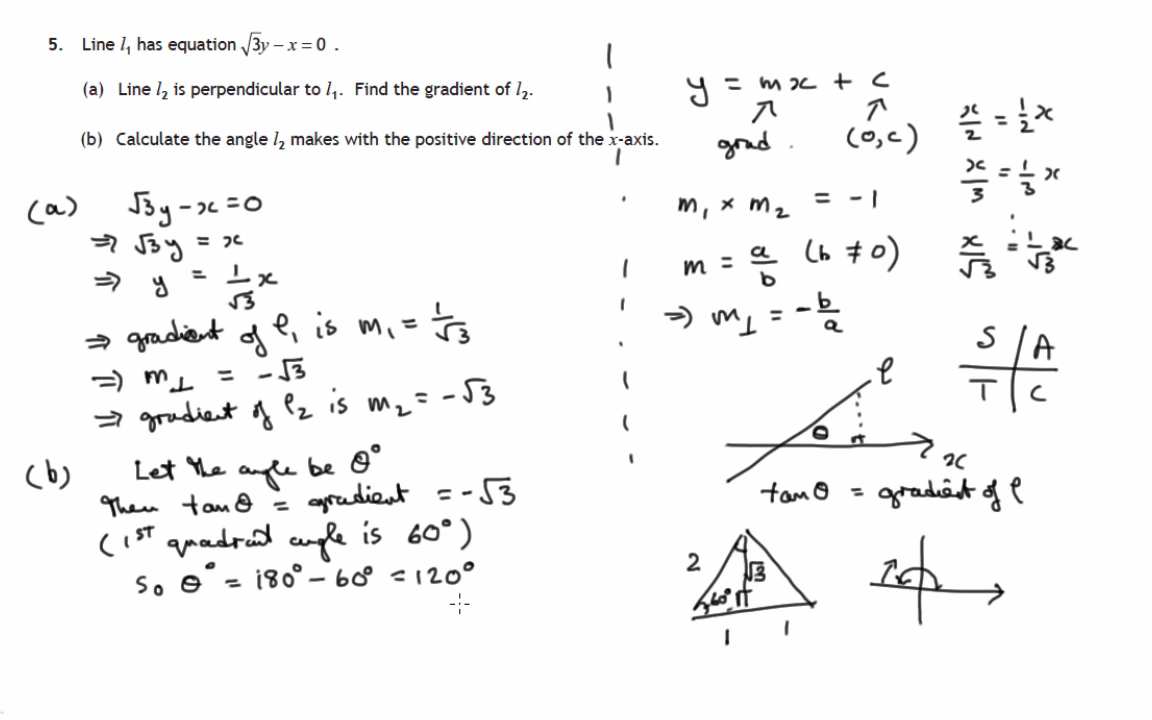 5. Line l₁ has equation √3y – x = 0 .
(a) Line l₂ is perpendicular to l₁. Find the gradient of l₂.
(b) Calculate the angle l₂ makes with the positive direction of the x-axis.
(a) √3y - x = 0
⇒ √3y = x
⇒ y = 1/√3 x
⇒ gradient of l₁ is m₁ = 1/√3
⇒ m⊥ = -√3
⇒ gradient of l₂ is m₂ = -√3
(b) Let the angle be θ°
Then tan θ = gradient = -√3
(1ST quadrant angle is 60°)
So θ° = 180° - 60° = 120°
y = mx + c
grad . (0,c)
m₁ × m₂ = -1
m = a/b (b ≠ 0)
⇒ m⊥ = -b/a
x/2 = 1/2 x
x/3 = 1/3 x
x/√3 = 1/√3 x
S A
T C
l
θ
x
tan θ = gradient of l
2 √3
60°
1 1